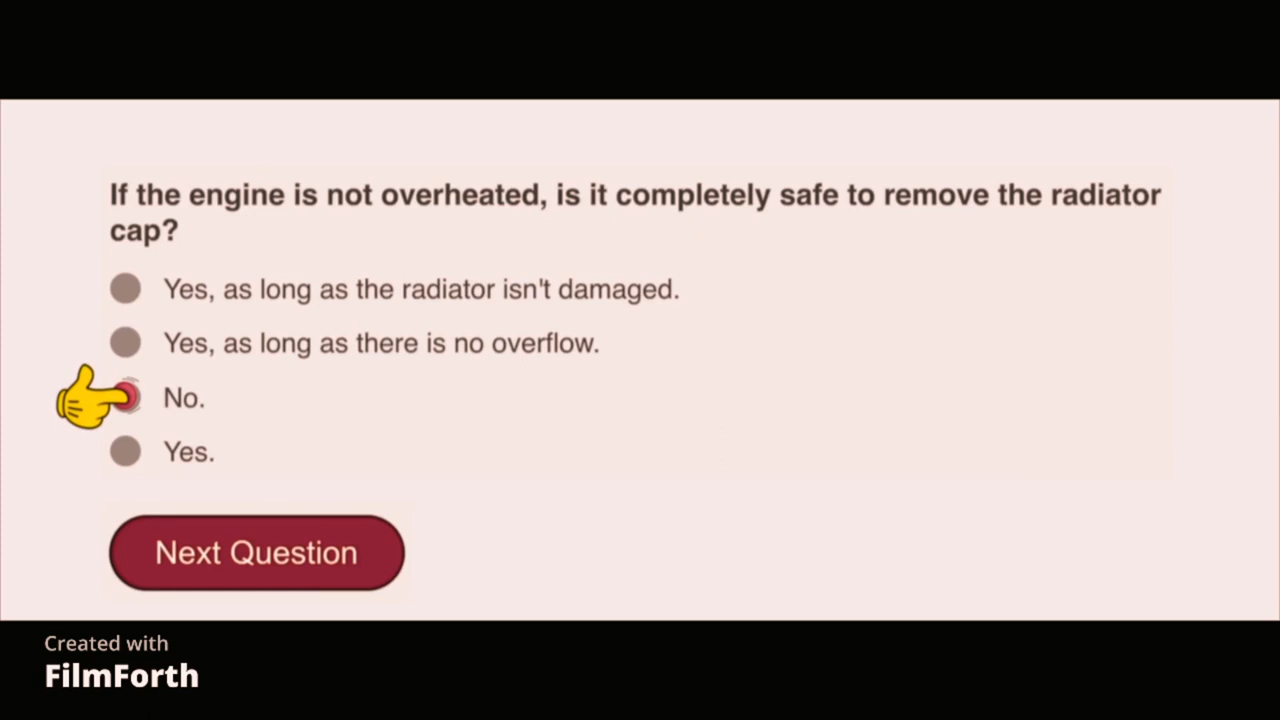 If the engine is not overheated, is it completely safe to remove the radiator
cap?
Yes, as long as the radiator isn't damaged.
Yes, as long as there is no overflow.
No.
Yes.
Next Question
Created with
FilmForth